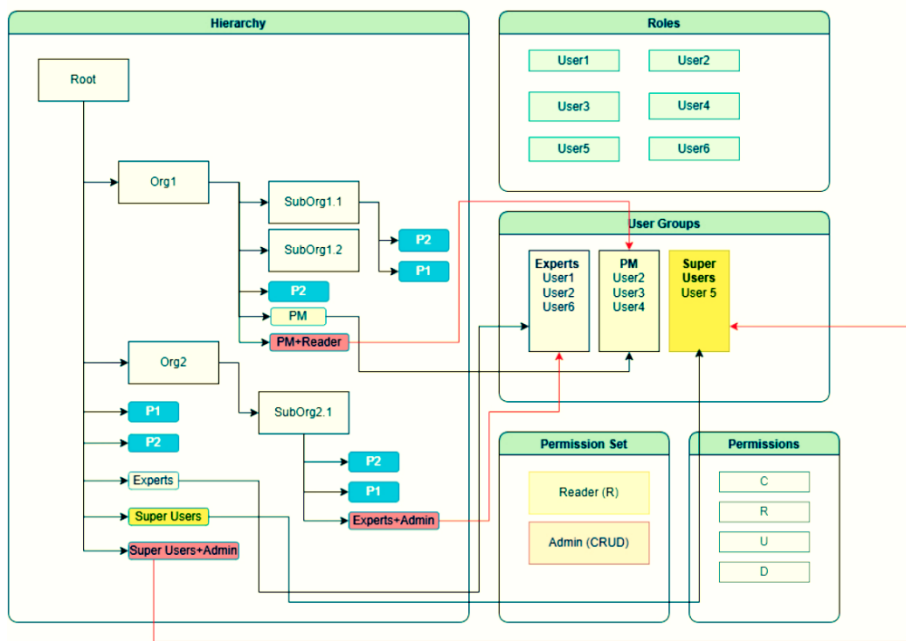 Hierarchy
Root
Org1
SubOrg1.1
P2
P1
SubOrg1.2
P2
PM
PM+Reader
Org2
SubOrg2.1
P1
P2
P2
P1
Experts
Experts+Admin
Super Users
Super Users+Admin
Roles
User1
User2
User3
User4
User5
User6
User Groups
Experts
User1
User2
User6
PM
User2
User3
User4
Super
Users
User 5
Permission Set
Reader (R)
Admin (CRUD)
Permissions
C
R
U
D